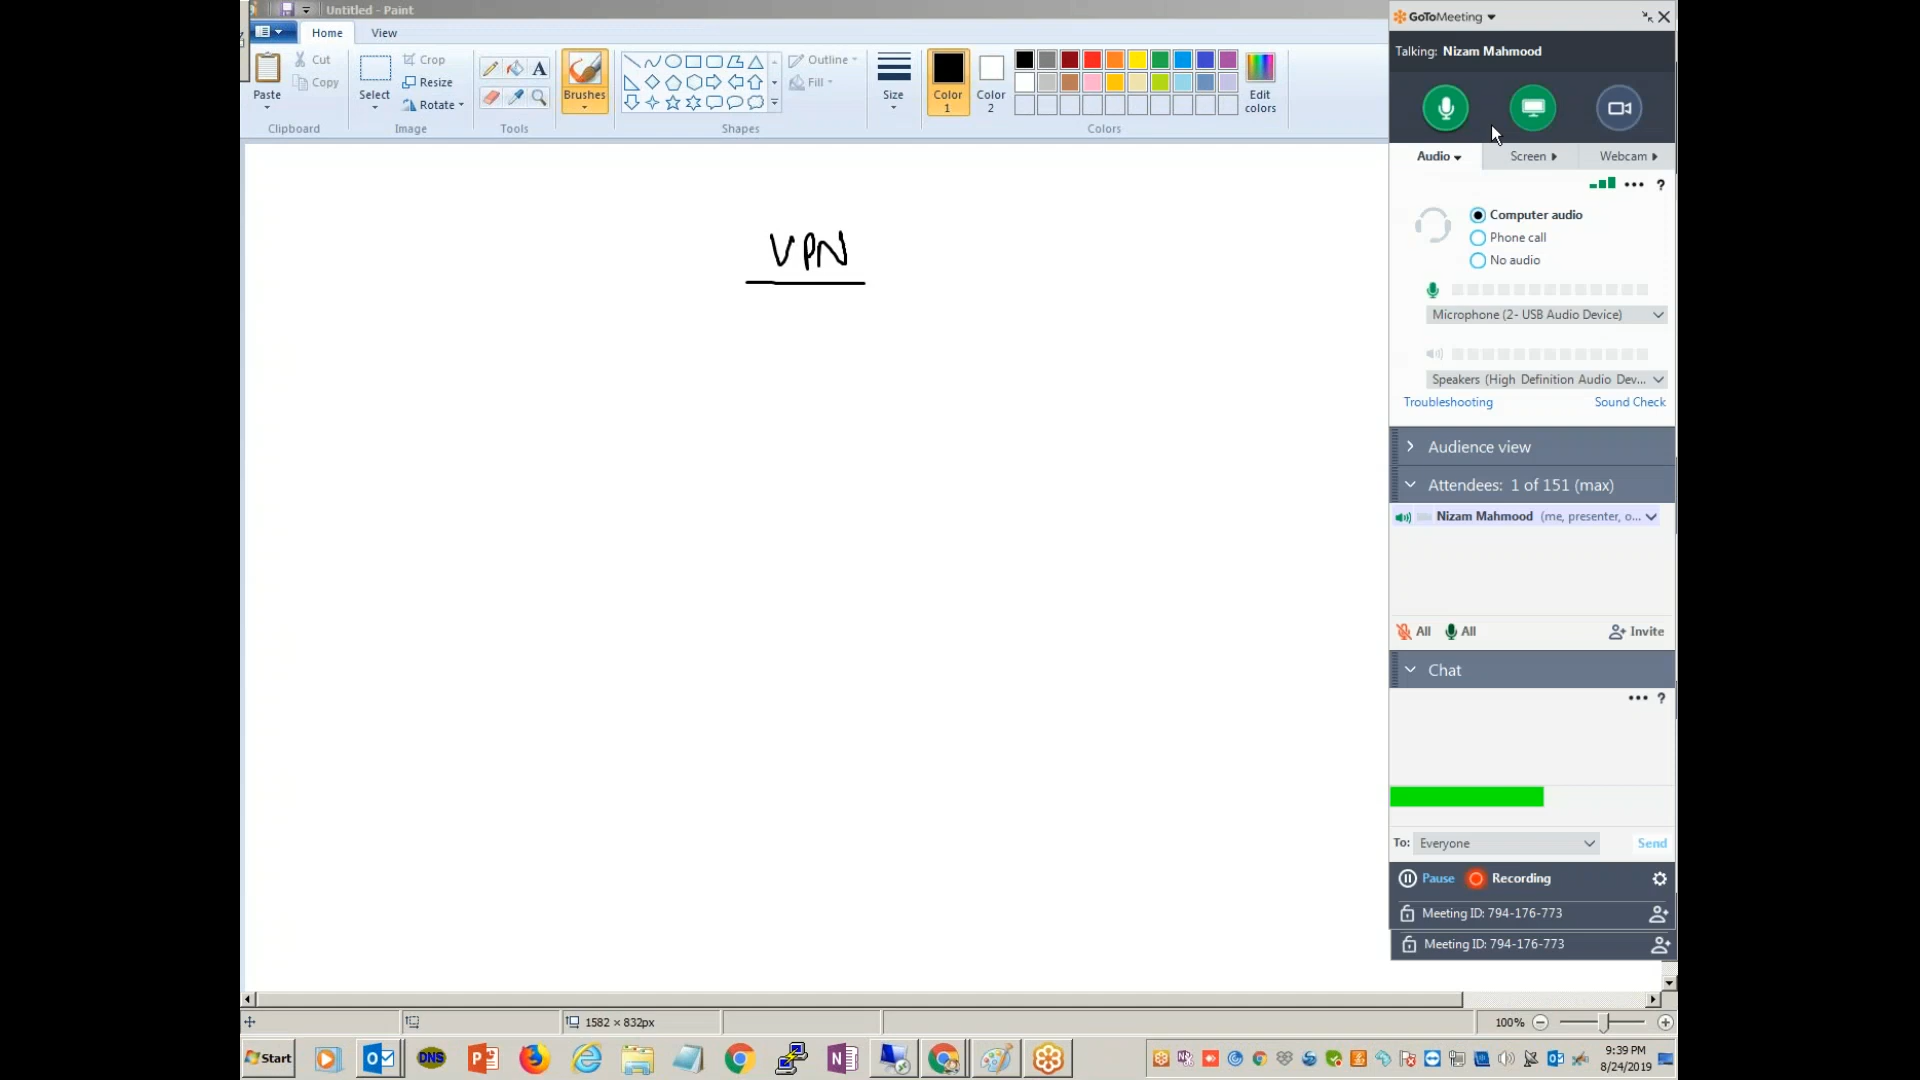 Untitled - Paint
Home View
Paste
Cut
Copy
Clipboard
Select
Crop
Resize
Rotate
Image
A
Tools
Brushes
Shapes
Outline
Fill
Size
Color 1
Color 2
Edit colors
Colors
VPN
GoToMeeting
Talking: Nizam Mahmood
Audio Screen Webcam
?
Computer audio
Phone call
No audio
Microphone (2- USB Audio Device)
Speakers (High Definition Audio Dev...
Troubleshooting Sound Check
Audience view
Attendees: 1 of 151 (max)
Nizam Mahmood (me, presenter, o...
All All Invite
Chat
?
To: Everyone Send
Pause Recording
Meeting ID: 794-176-773
Meeting ID: 794-176-773
1582 × 832px 100%
Start DNS 9:39 PM
8/24/2019